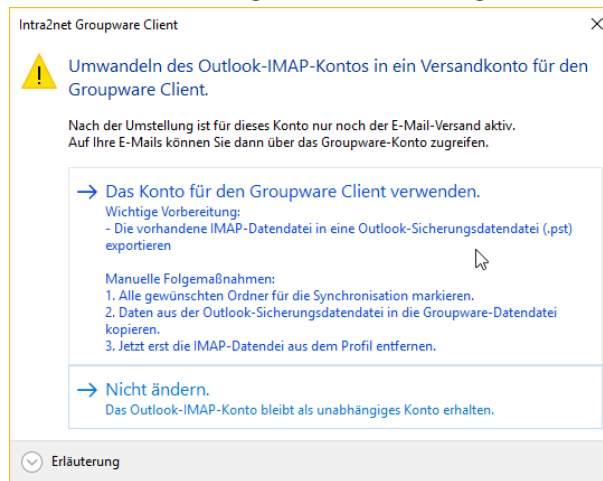 Intra2net Groupware Client
Umwandeln des Outlook-IMAP-Kontos in ein Versandkonto für den
Groupware Client.
Nach der Umstellung ist für dieses Konto nur noch der E-Mail-Versand aktiv.
Auf Ihre E-Mails können Sie dann über das Groupware-Konto zugreifen.
Das Konto für den Groupware Client verwenden.
Wichtige Vorbereitung:
- Die vorhandene IMAP-Datendatei in eine Outlook-Sicherungsdatendatei (.pst)
exportieren
Manuelle Folgemaßnahmen:
1. Alle gewünschten Ordner für die Synchronisation markieren.
2. Daten aus der Outlook-Sicherungsdatendatei in die Groupware-Datendatei
kopieren.
3. Jetzt erst die IMAP-Datendei aus dem Profil entfernen.
Nicht ändern.
Das Outlook-IMAP-Konto bleibt als unabhängiges Konto erhalten.
Erläuterung